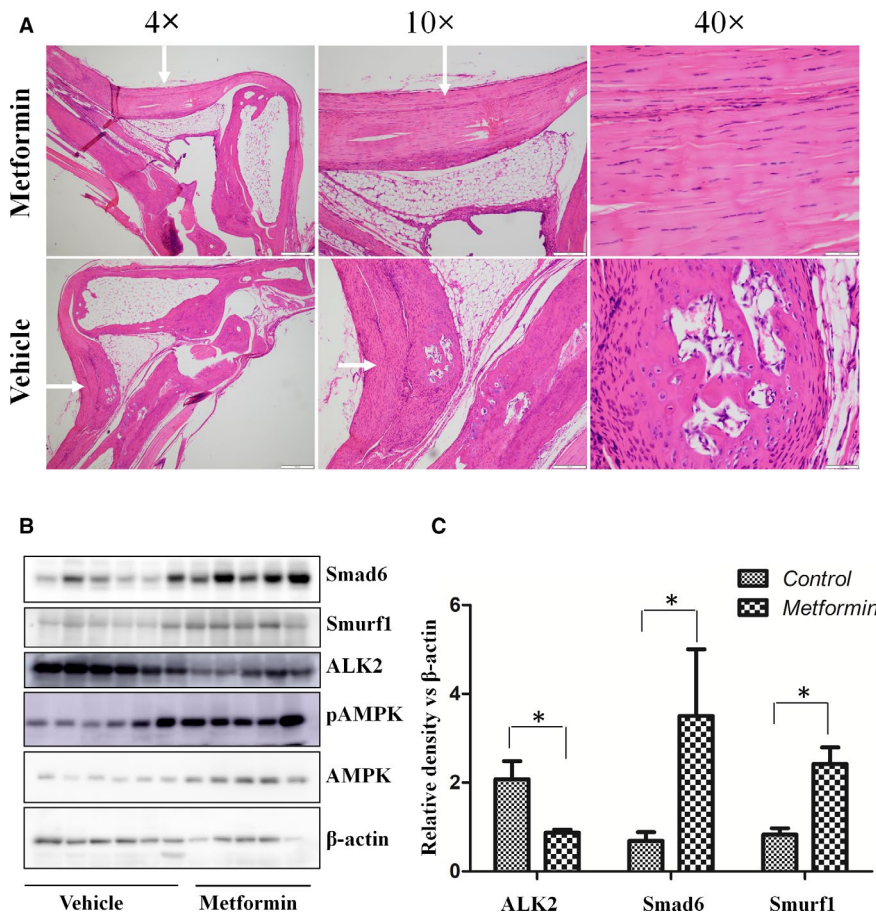 A
4× 10× 40×
Metformin
Vehicle
B
Smad6
Smurf1
ALK2
pAMPK
AMPK
β-actin
Vehicle Metformin
C
Control
Metformin
Relative density vs β-actin
6
4
2
0
* * *
ALK2 Smad6 Smurf1